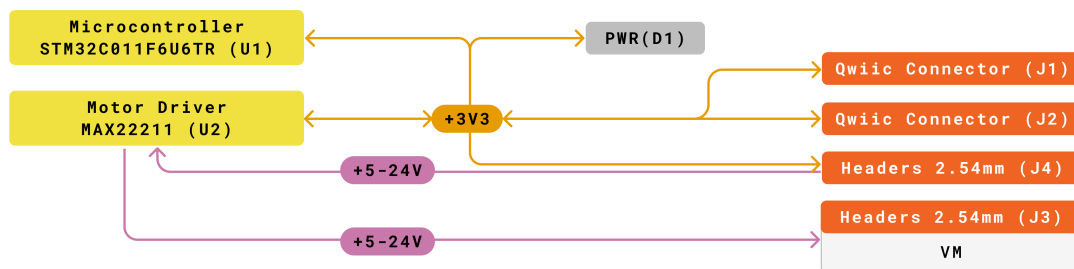 Microcontroller
STM32C011F6U6TR (U1)
PWR(D1)
Qwiic Connector (J1)
Motor Driver
MAX22211 (U2)
+3V3
Qwiic Connector (J2)
+5-24V
Headers 2.54mm (J4)
Headers 2.54mm (J3)
+5-24V
VM